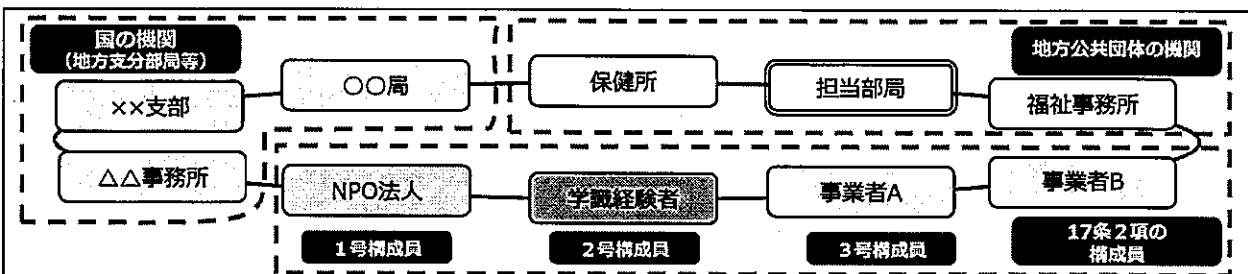 国の機関
(地方支分部局等)
地方公共団体の機関
××支部
〇〇局
保健所
担当部局
福祉事務所
△△事務所
NPO法人
学識経験者
事業者A
事業者B
1号構成員
2号構成員
3号構成員
17条2項の
構成員